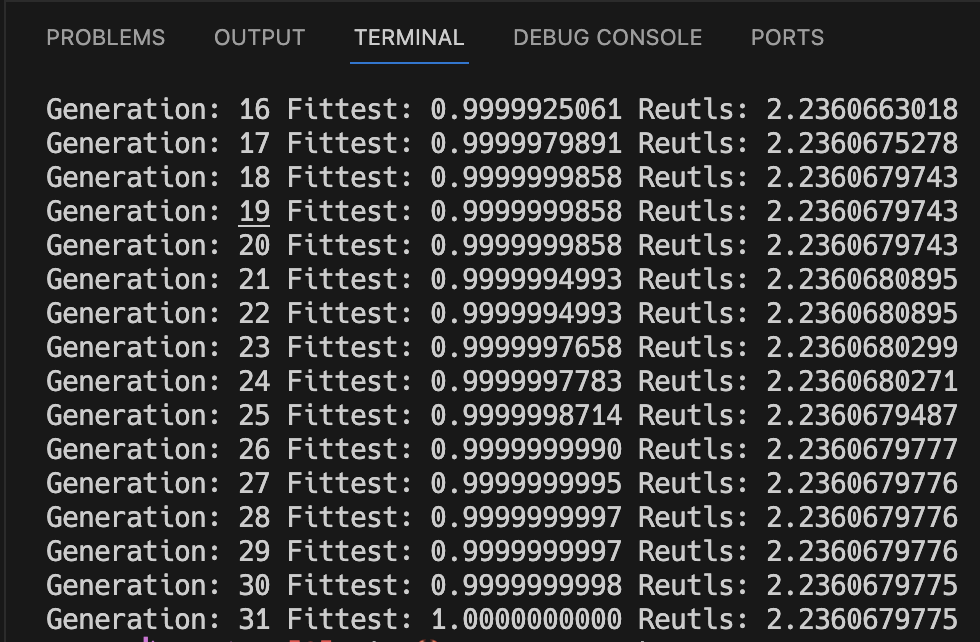 PROBLEMS OUTPUT TERMINAL DEBUG CONSOLE PORTS
Generation: 16 Fittest: 0.9999925061 Reutls: 2.2360663018
Generation: 17 Fittest: 0.9999979891 Reutls: 2.2360675278
Generation: 18 Fittest: 0.9999999858 Reutls: 2.2360679743
Generation: 19 Fittest: 0.9999999858 Reutls: 2.2360679743
Generation: 20 Fittest: 0.9999999858 Reutls: 2.2360679743
Generation: 21 Fittest: 0.9999994993 Reutls: 2.2360680895
Generation: 22 Fittest: 0.9999994993 Reutls: 2.2360680895
Generation: 23 Fittest: 0.9999997658 Reutls: 2.2360680299
Generation: 24 Fittest: 0.9999997783 Reutls: 2.2360680271
Generation: 25 Fittest: 0.9999998714 Reutls: 2.2360679487
Generation: 26 Fittest: 0.9999999990 Reutls: 2.2360679777
Generation: 27 Fittest: 0.9999999995 Reutls: 2.2360679776
Generation: 28 Fittest: 0.9999999997 Reutls: 2.2360679776
Generation: 29 Fittest: 0.9999999997 Reutls: 2.2360679776
Generation: 30 Fittest: 0.9999999998 Reutls: 2.2360679775
Generation: 31 Fittest: 1.0000000000 Reutls: 2.2360679775